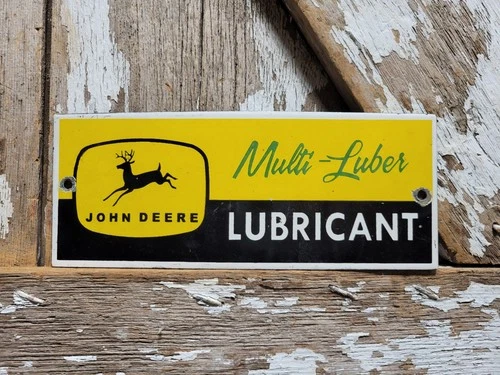 JOHN DEERE
Multi-Luber
LUBRICANT